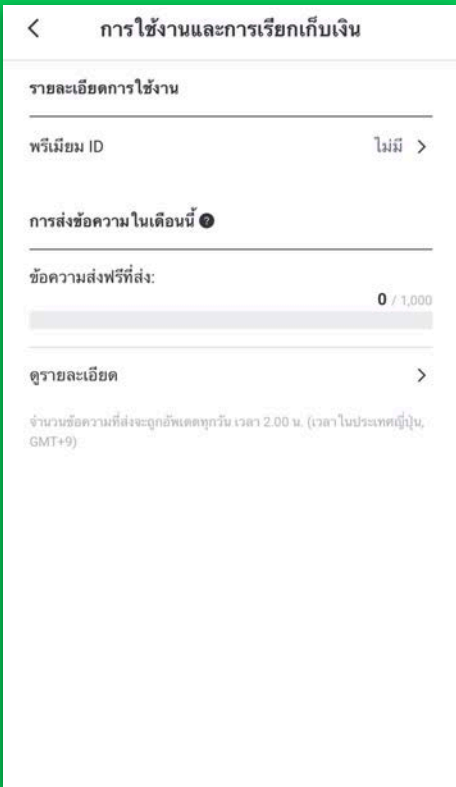 การใช้งานและการเรียกเก็บเงิน
รายละเอียดการใช้งาน
พรีเมียม ID ไม่มี
การส่งข้อความในเดือนนี้ ?
ข้อความส่งฟรีที่ส่ง:
0 / 1,000
ดูรายละเอียด
จำนวนข้อความที่ส่งจะถูกอัพเดตทุกวัน เวลา 2.00 น. (เวลาในประเทศญี่ปุ่น,
GMT+9)